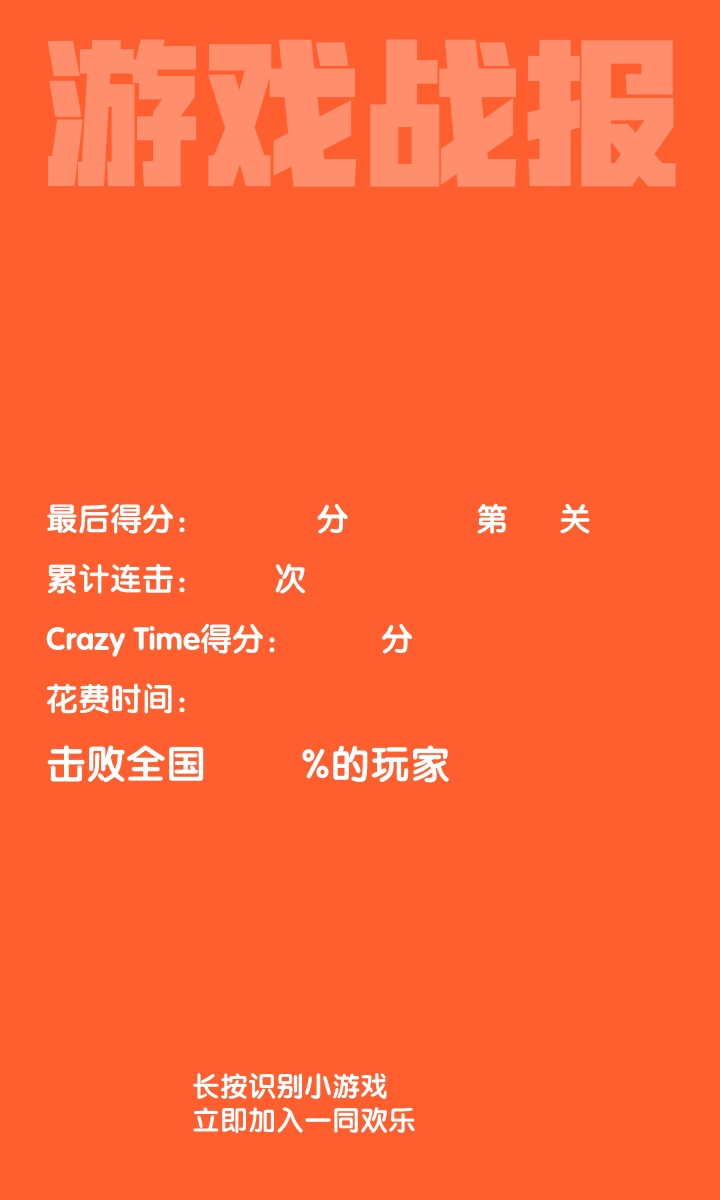 游戏战报
最后得分： 分 第 关
累计连击： 次
Crazy Time得分： 分
花费时间：
击败全国 %的玩家
长按识别小游戏
立即加入一同欢乐